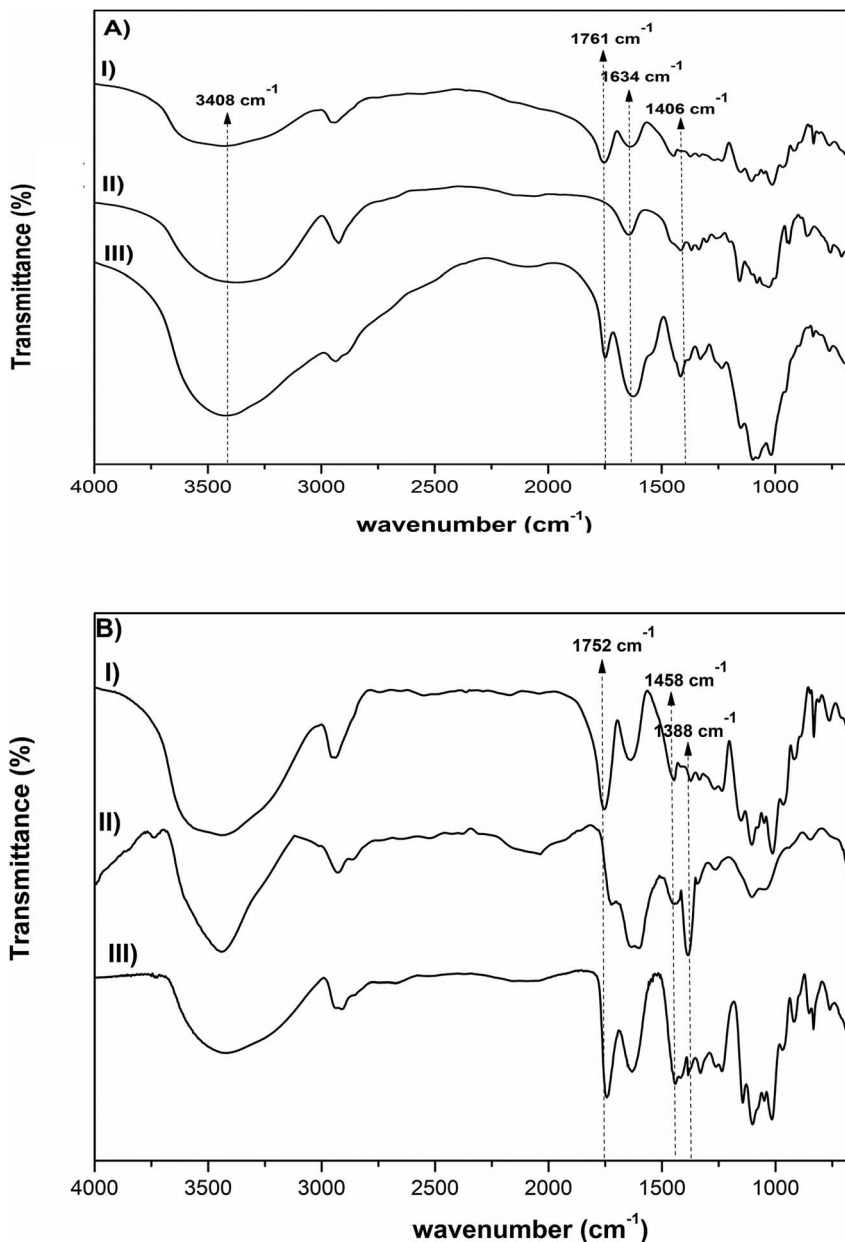 A)
1761 cm⁻¹
I)
1634 cm⁻¹
3408 cm⁻¹
1406 cm⁻¹
II)
III)
Transmittance (%)
4000 3500 3000 2500 2000 1500 1000
wavenumber (cm⁻¹)
B)
1752 cm⁻¹
I)
1458 cm⁻¹
1388 cm⁻¹
II)
III)
Transmittance (%)
4000 3500 3000 2500 2000 1500 1000
wavenumber (cm⁻¹)